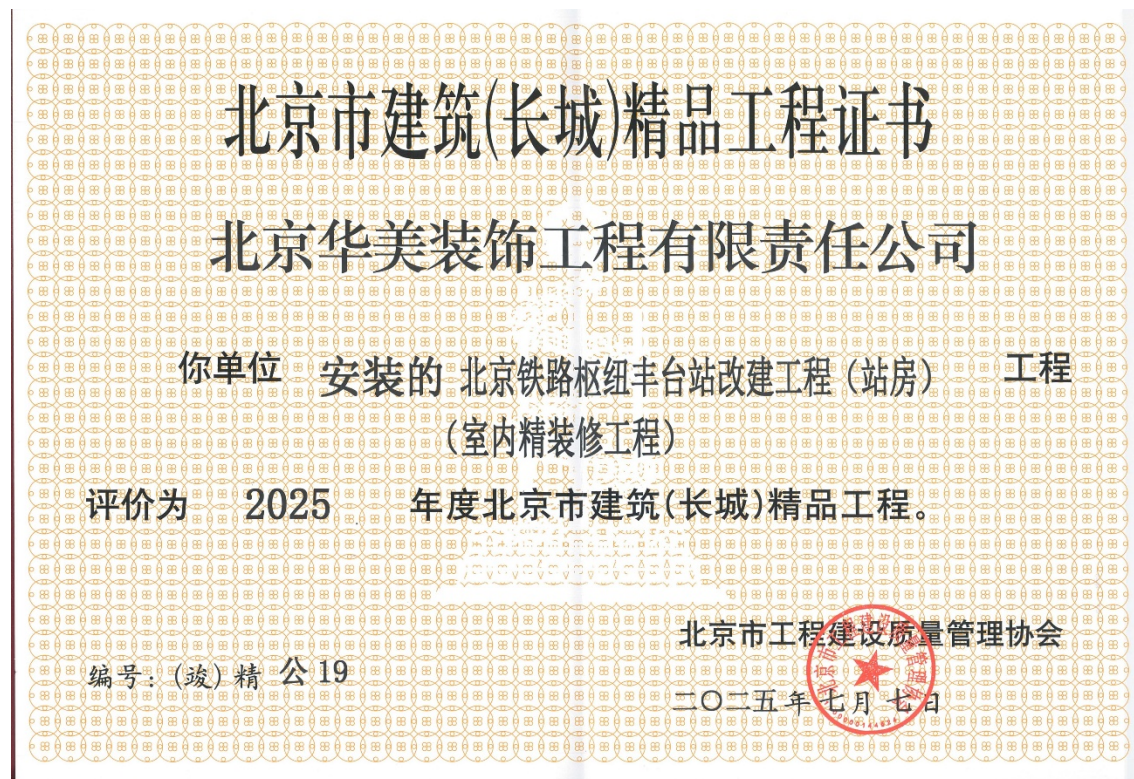 北京市建筑(长城)精品工程证书
北京华美装饰工程有限责任公司
你单位 安装的 北京铁路枢纽丰台站改建工程（站房） 工程
（室内精装修工程）
评价为 2025 年度北京市建筑(长城)精品工程。
北京市工程建设质量管理协会
编号：(竣)精 公 19
二〇二五年 七月 七日